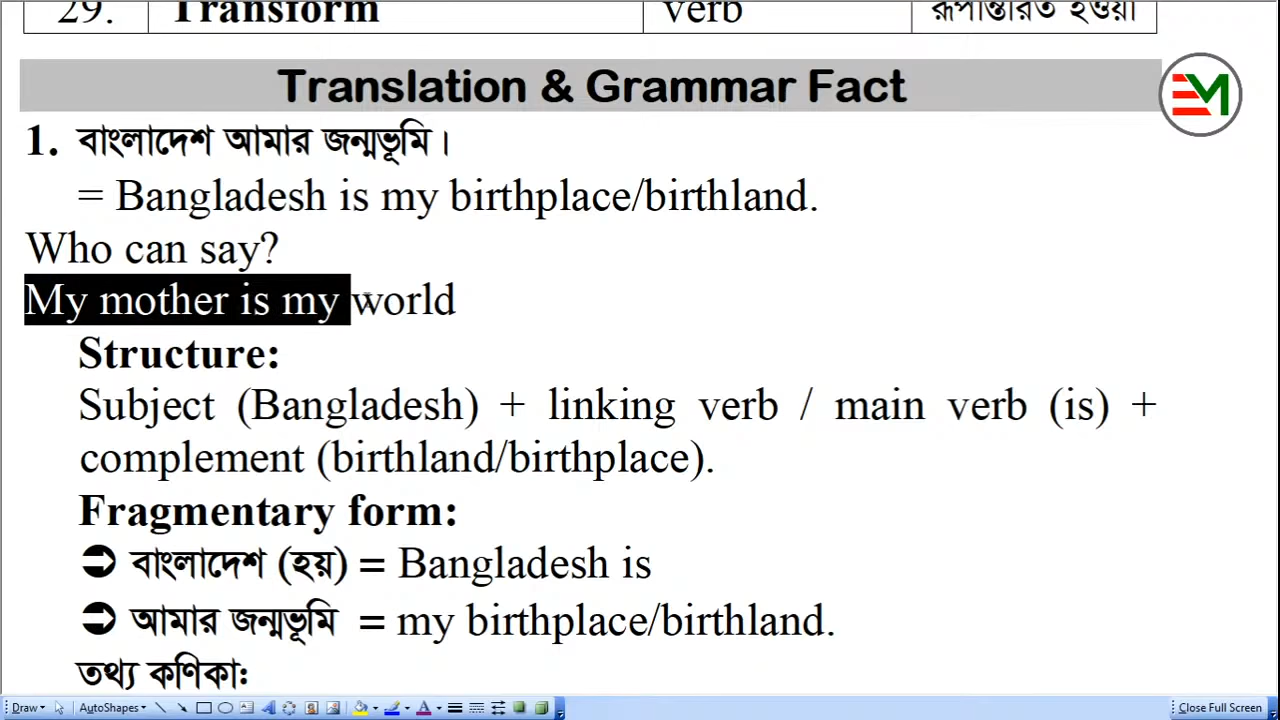 29. Transform verb রূপান্তরিত হওয়া
Translation & Grammar Fact
EM
1. বাংলাদেশ আমার জন্মভূমি।
= Bangladesh is my birthplace/birthland.
Who can say?
My mother is my world
Structure:
Subject (Bangladesh) + linking verb / main verb (is) +
complement (birthland/birthplace).
Fragmentary form:
➲ বাংলাদেশ (হয়) = Bangladesh is
➲ আমার জন্মভূমি = my birthplace/birthland.
তথ্য কণিকা:
Draw AutoShapes Close Full Screen